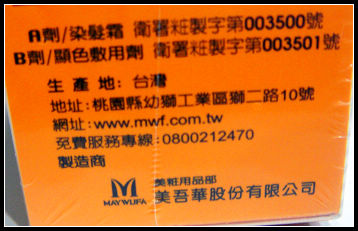 A劑/染髮霜 衛署粧製字第003500號
B劑/顯色敷用劑 衛署粧製字第003501號
生產地:台灣
地址:桃園縣幼獅工業區獅二路10號
網址:www.mwf.com.tw
免費服務專線:0800212470
製造商
美粧用品部
MAYWUFA 美吾華股份有限公司